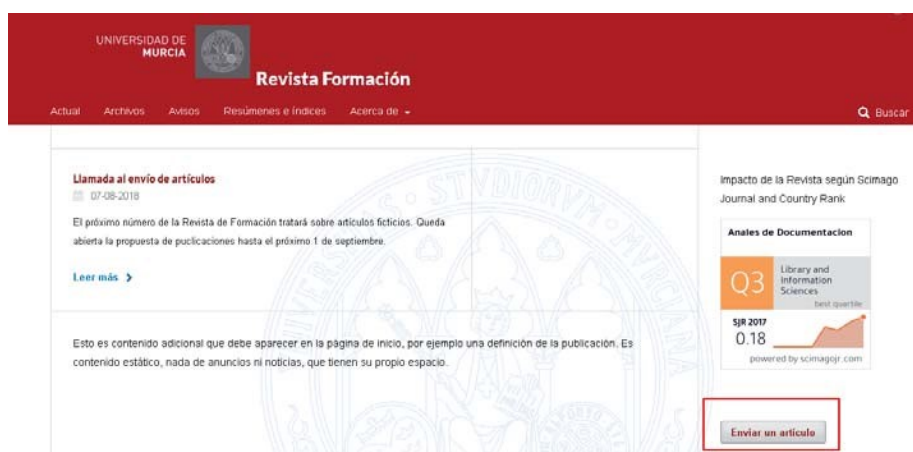 UNIVERSIDAD DE
MURCIA
Revista Formación
Actual Archivos Avisos Resúmenes e índices Acerca de
Buscar
Llamada al envío de artículos
07-08-2018
El próximo número de la Revista de Formación tratará sobre artículos ficticios. Queda
abierta la propuesta de puclicaciones hasta el próximo 1 de septiembre.
Leer más
Esto es contenido adicional que debe aparecer en la página de inicio, por ejemplo una definición de la publicación. Es
contenido estático, nada de anuncios ni noticias, que tienen su propio espacio.
Impacto de la Revista según Scimago
Journal and Country Rank
Anales de Documentacion
Q3
Library and
Information
Sciences
best quartile
SJR 2017
0.18
powered by scimagojr.com
Enviar un artículo